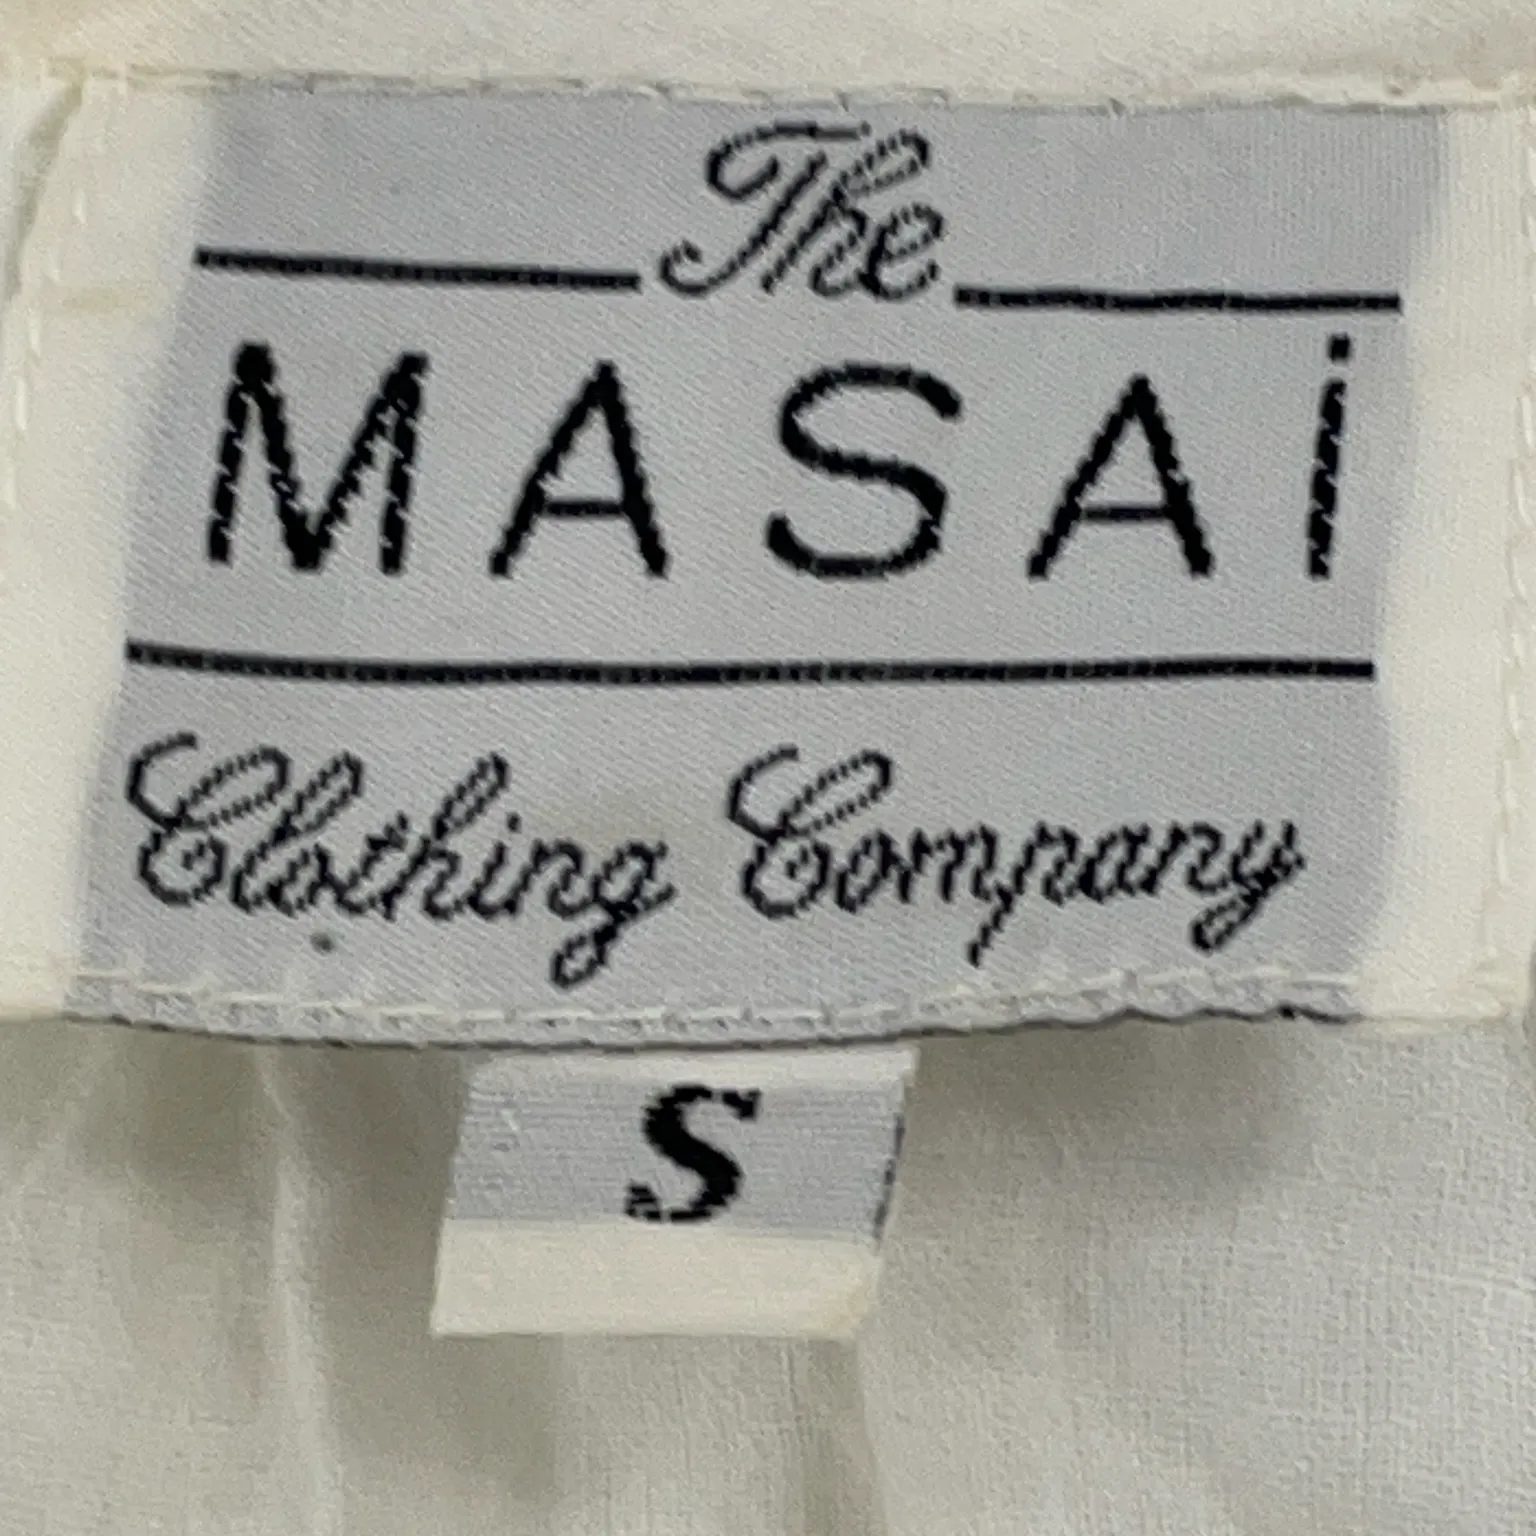 The
MASAi
Clothing Company
S